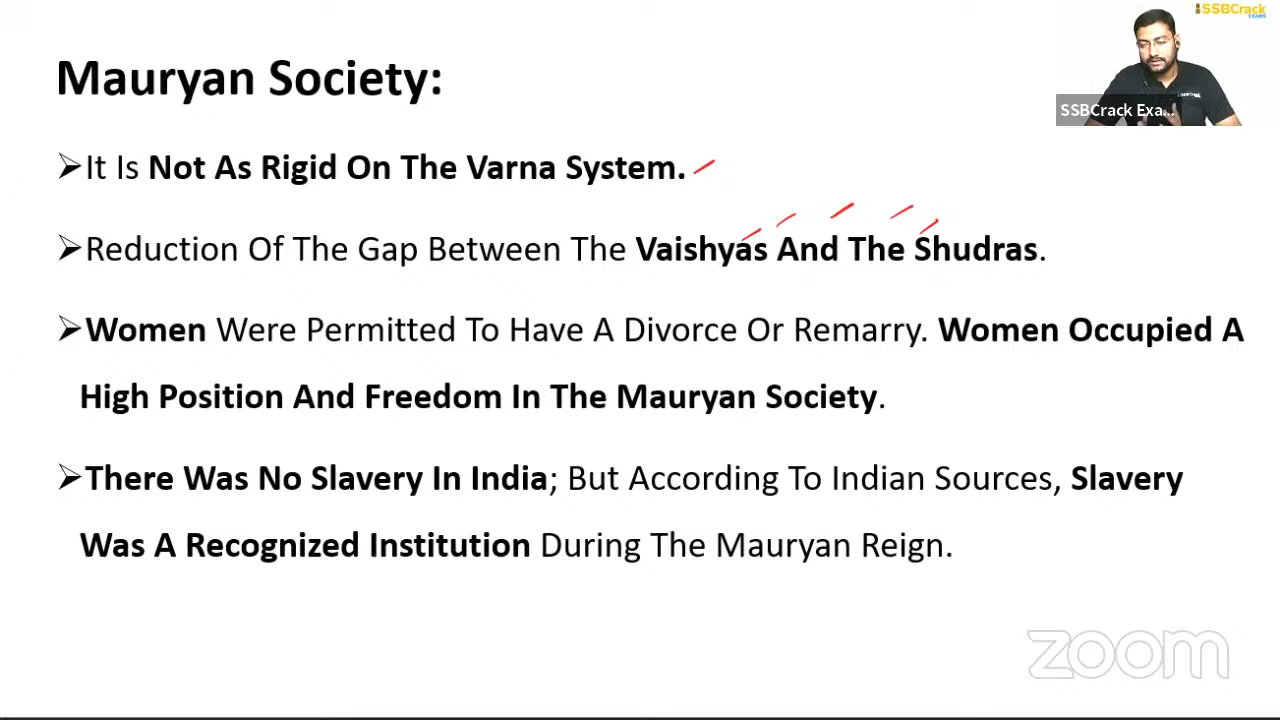 SSBCrack
EXAMS
Mauryan Society:
SSBCrack Exa...
➢It Is Not As Rigid On The Varna System.
➢Reduction Of The Gap Between The Vaishyas And The Shudras.
➢Women Were Permitted To Have A Divorce Or Remarry. Women Occupied A
High Position And Freedom In The Mauryan Society.
➢There Was No Slavery In India; But According To Indian Sources, Slavery
Was A Recognized Institution During The Mauryan Reign.
zoom